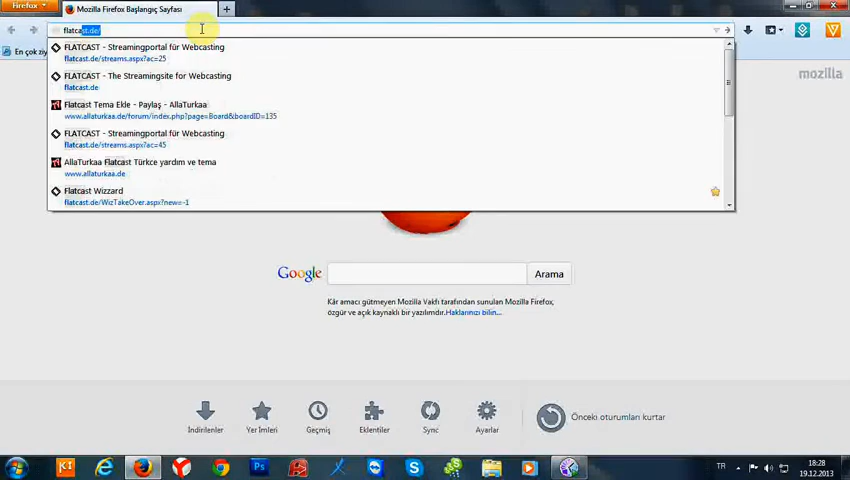 Firefox
Mozilla Firefox Başlangıç Sayfası
flatcast.de/
En çok ziy
FLATCAST - Streamingportal für Webcasting
flatcast.de/streams.aspx?ac=25
FLATCAST - The Streamingsite for Webcasting
flatcast.de
Flatcast Tema Ekle - Paylaş - AllaTurkaa
www.allaturkaa.de/forum/index.php?page=Board&boardID=135
FLATCAST - Streamingportal für Webcasting
flatcast.de/streams.aspx?ac=45
AllaTurkaa Flatcast Türkce yardım ve tema
www.allaturkaa.de
Flatcast Wizzard
flatcast.de/WizTakeOver.aspx?new=-1
mozilla
Google
Arama
Kâr amacı gütmeyen Mozilla Vakfı tarafından sunulan Mozilla Firefox,
özgür ve açık kaynaklı bir yazılımdır. Haklarınızı bilin...
İndirilenler
Yer İmleri
Geçmiş
Eklentiler
Sync
Ayarlar
Önceki oturumları kurtar
KI
Ps
TR
18:28
19.12.2013